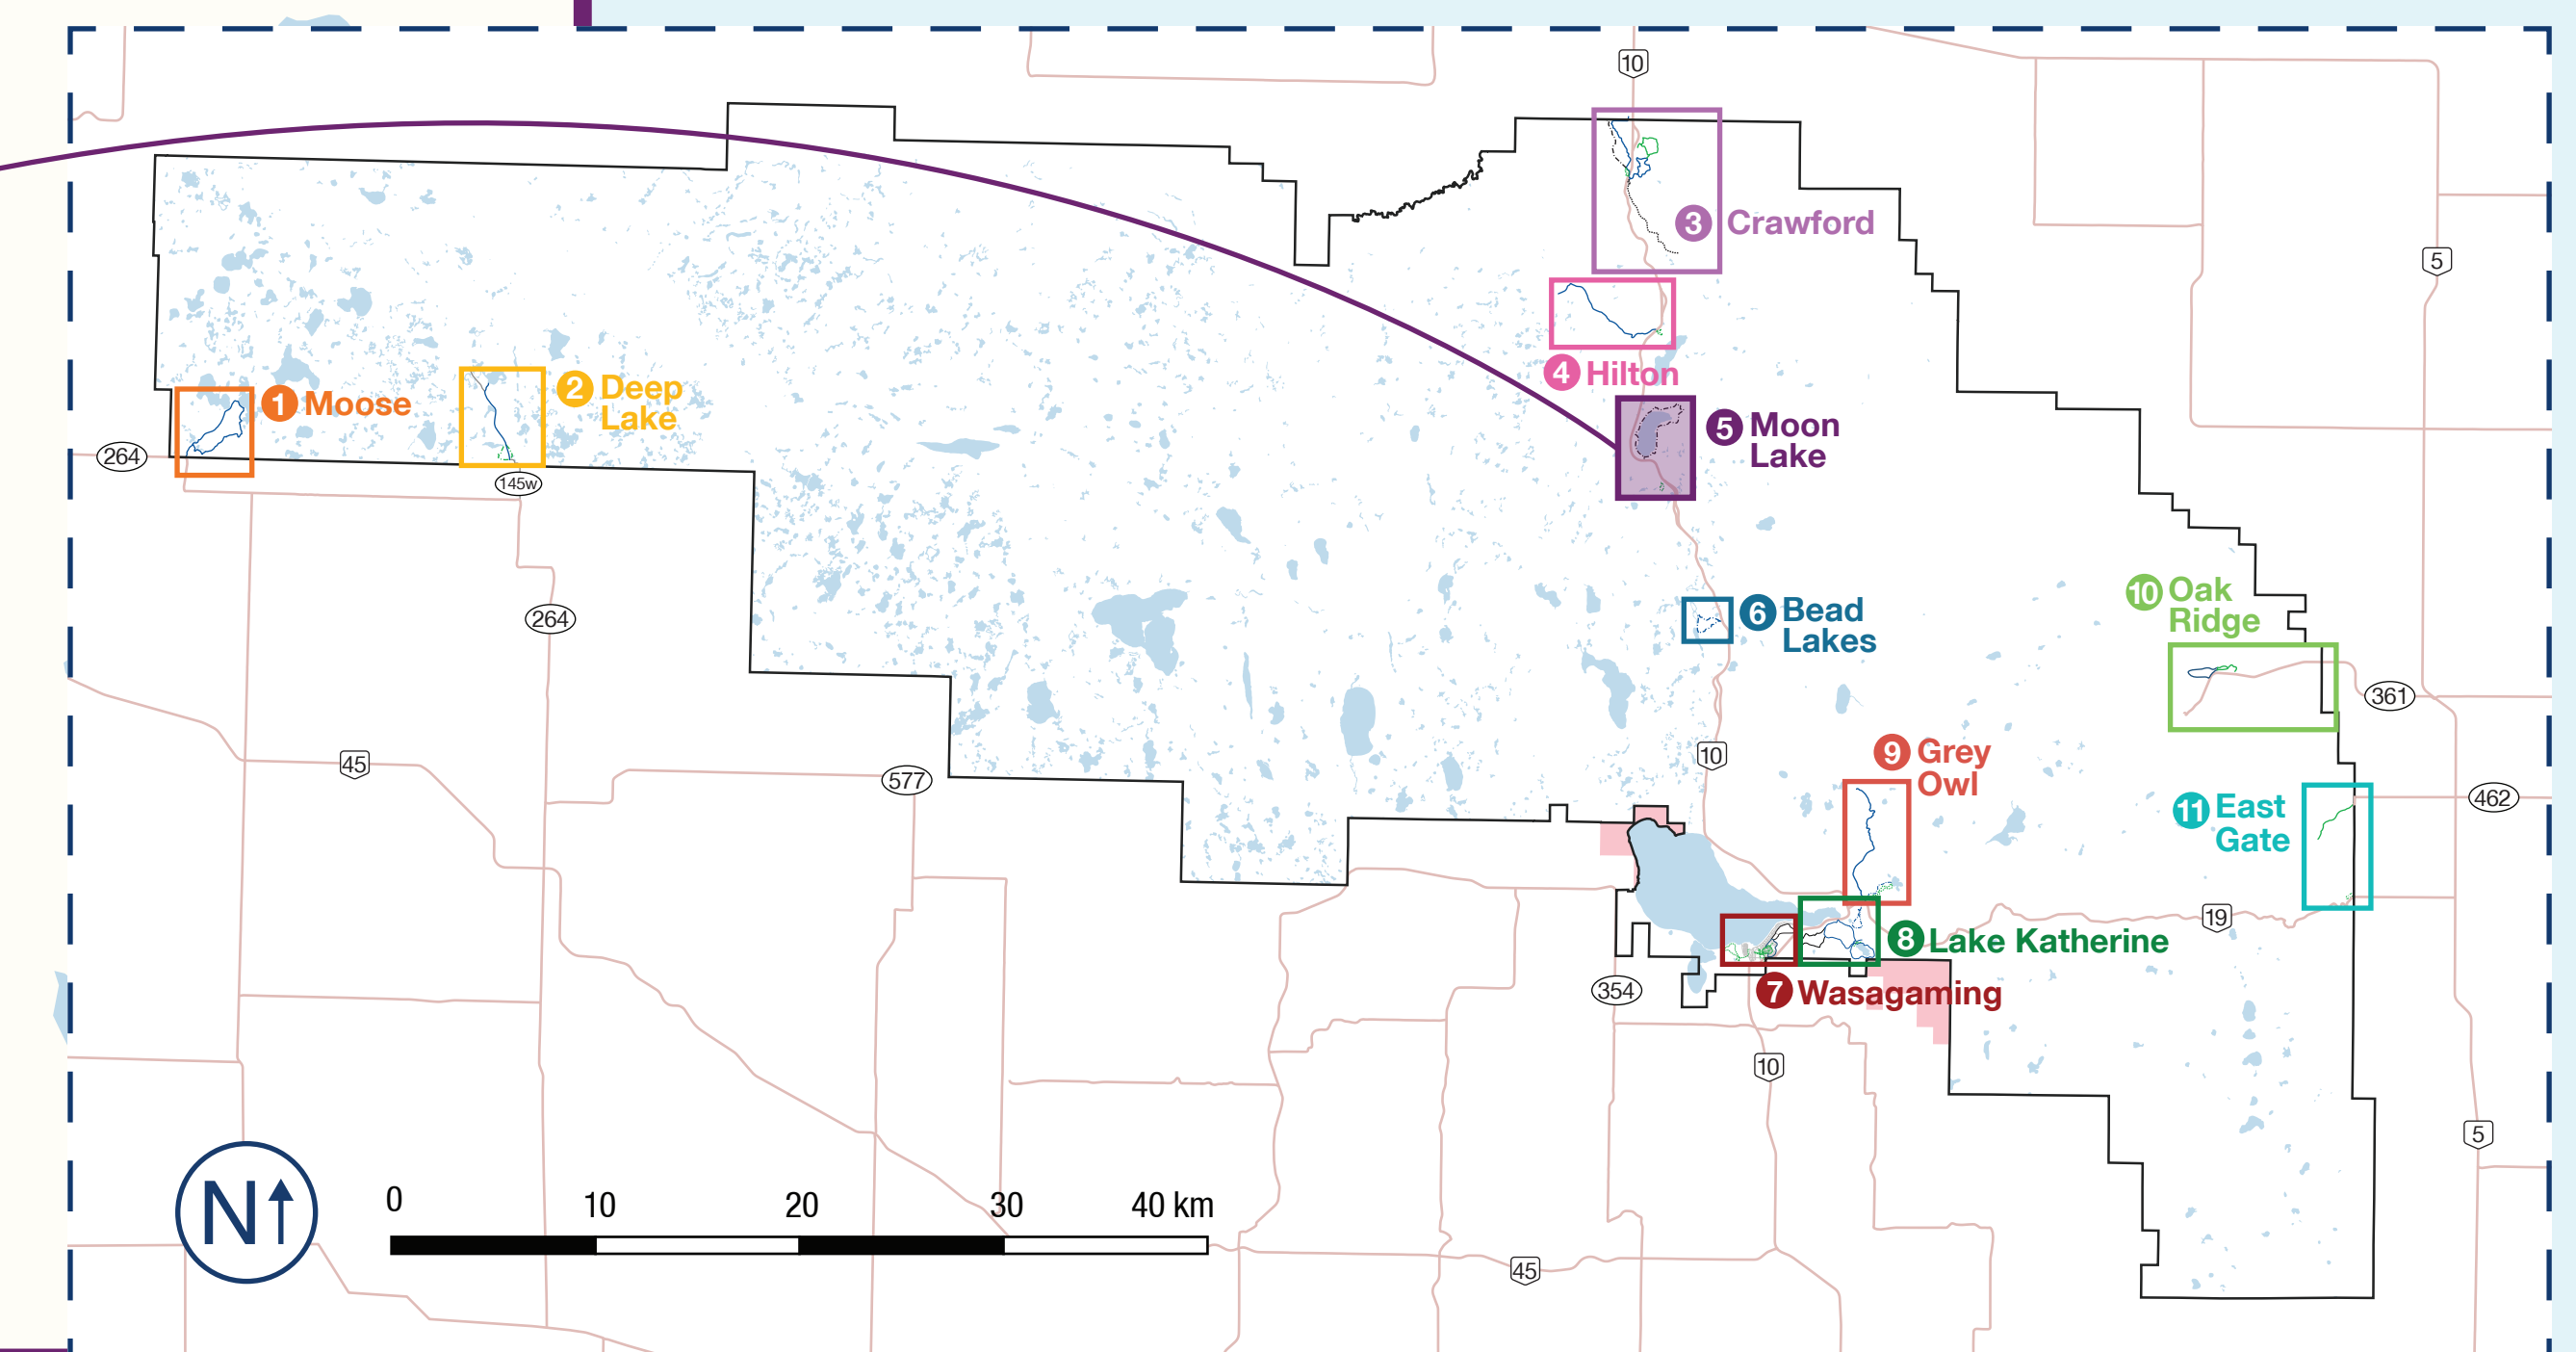 10
3 Crawford
5
4 Hilton
1 Moose
2 Deep
Lake
5 Moon
Lake
264
145w
10 Oak
Ridge
264
6 Bead
Lakes
361
9 Grey
Owl
10
45
577
11 East
Gate
462
19
8 Lake Katherine
354
7 Wasagaming
10
5
N
0 10 20 30 40 km
45